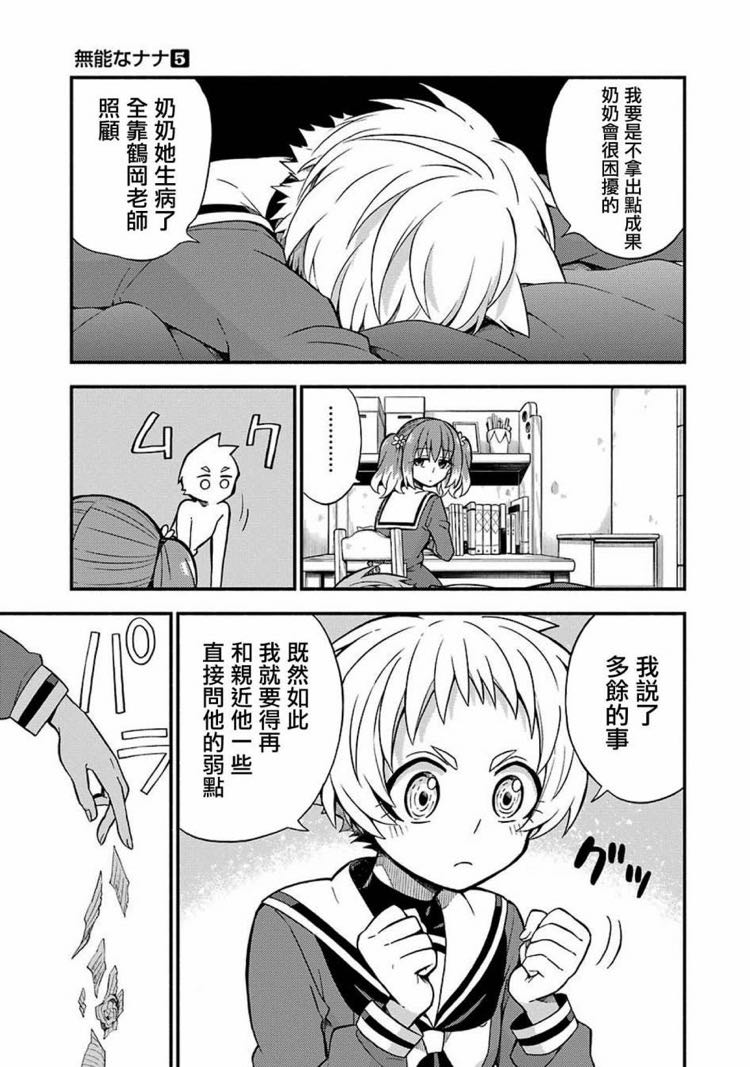 無能なナナ5
我要是不拿出點成果
奶奶會很困擾的
奶奶她生病了
全靠鶴岡老師
照顧
………
ムク
我說了
多餘的事
既然如此
我就要得再
和親近他一些
直接問他的弱點
グッ
パラ